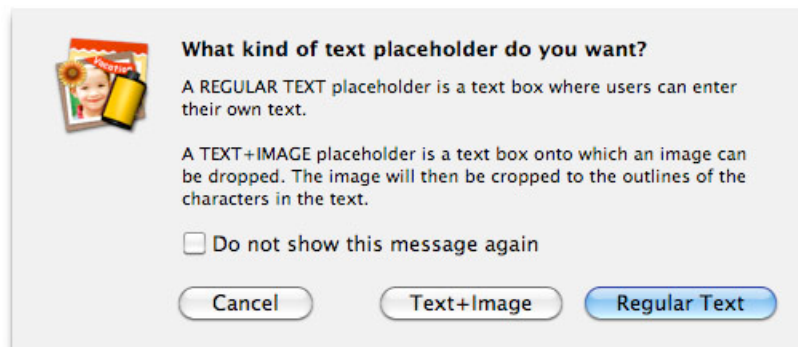 What kind of text placeholder do you want?
A REGULAR TEXT placeholder is a text box where users can enter
their own text.
A TEXT+IMAGE placeholder is a text box onto which an image can
be dropped. The image will then be cropped to the outlines of the
characters in the text.
Do not show this message again
Cancel
Text+Image
Regular Text
Vacation